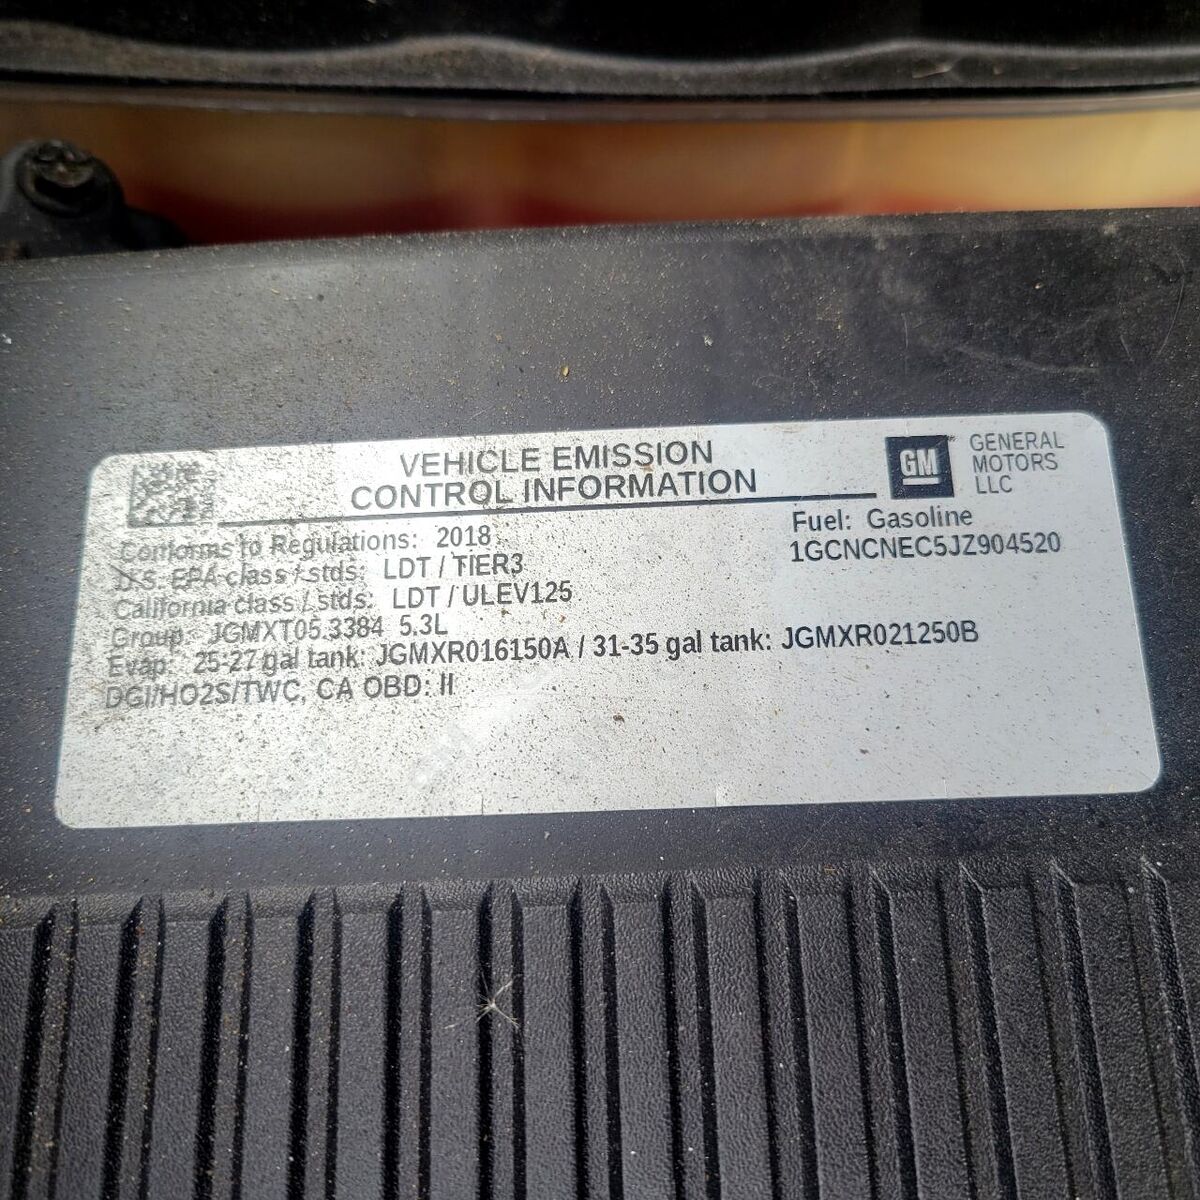 VEHICLE EMISSION
CONTROL INFORMATION
GM
GENERAL
MOTORS
LLC
Conforms to Regulations: 2018
U.S. EPA class / stds: LDT / TIER3
California class / stds: LDT / ULEV125
Group: JGMXT05.3384 5.3L
Evap: 25-27 gal tank: JGMXR016150A / 31-35 gal tank: JGMXR021250B
DGI/HO2S/TWC, CA OBD: II
Fuel: Gasoline
1GCNCNEC5JZ904520